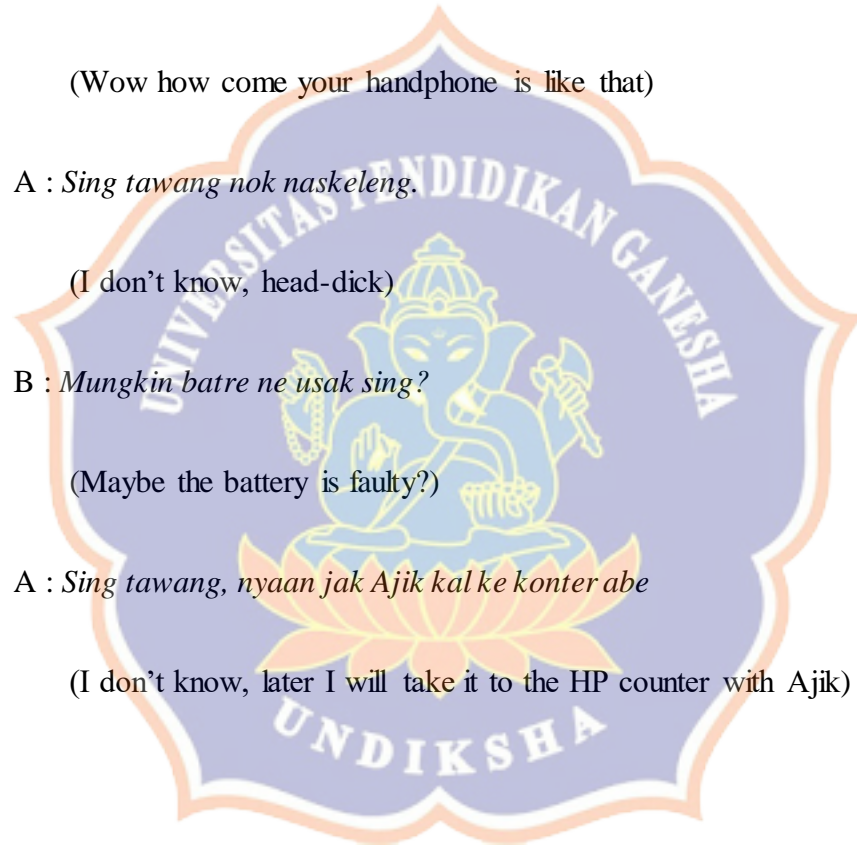 (Wow how come your handphone is like that)
A : Sing tawang nok naskeleng.
(I don’t know, head-dick)
B : Mungkin batre ne usak sing?
(Maybe the battery is faulty?)
A : Sing tawang, nyaan jak Ajik kal ke konter abe
(I don’t know, later I will take it to the HP counter with Ajik)
UNIVERSITAS PENDIDIKAN GANESHA
UNDIKSHA